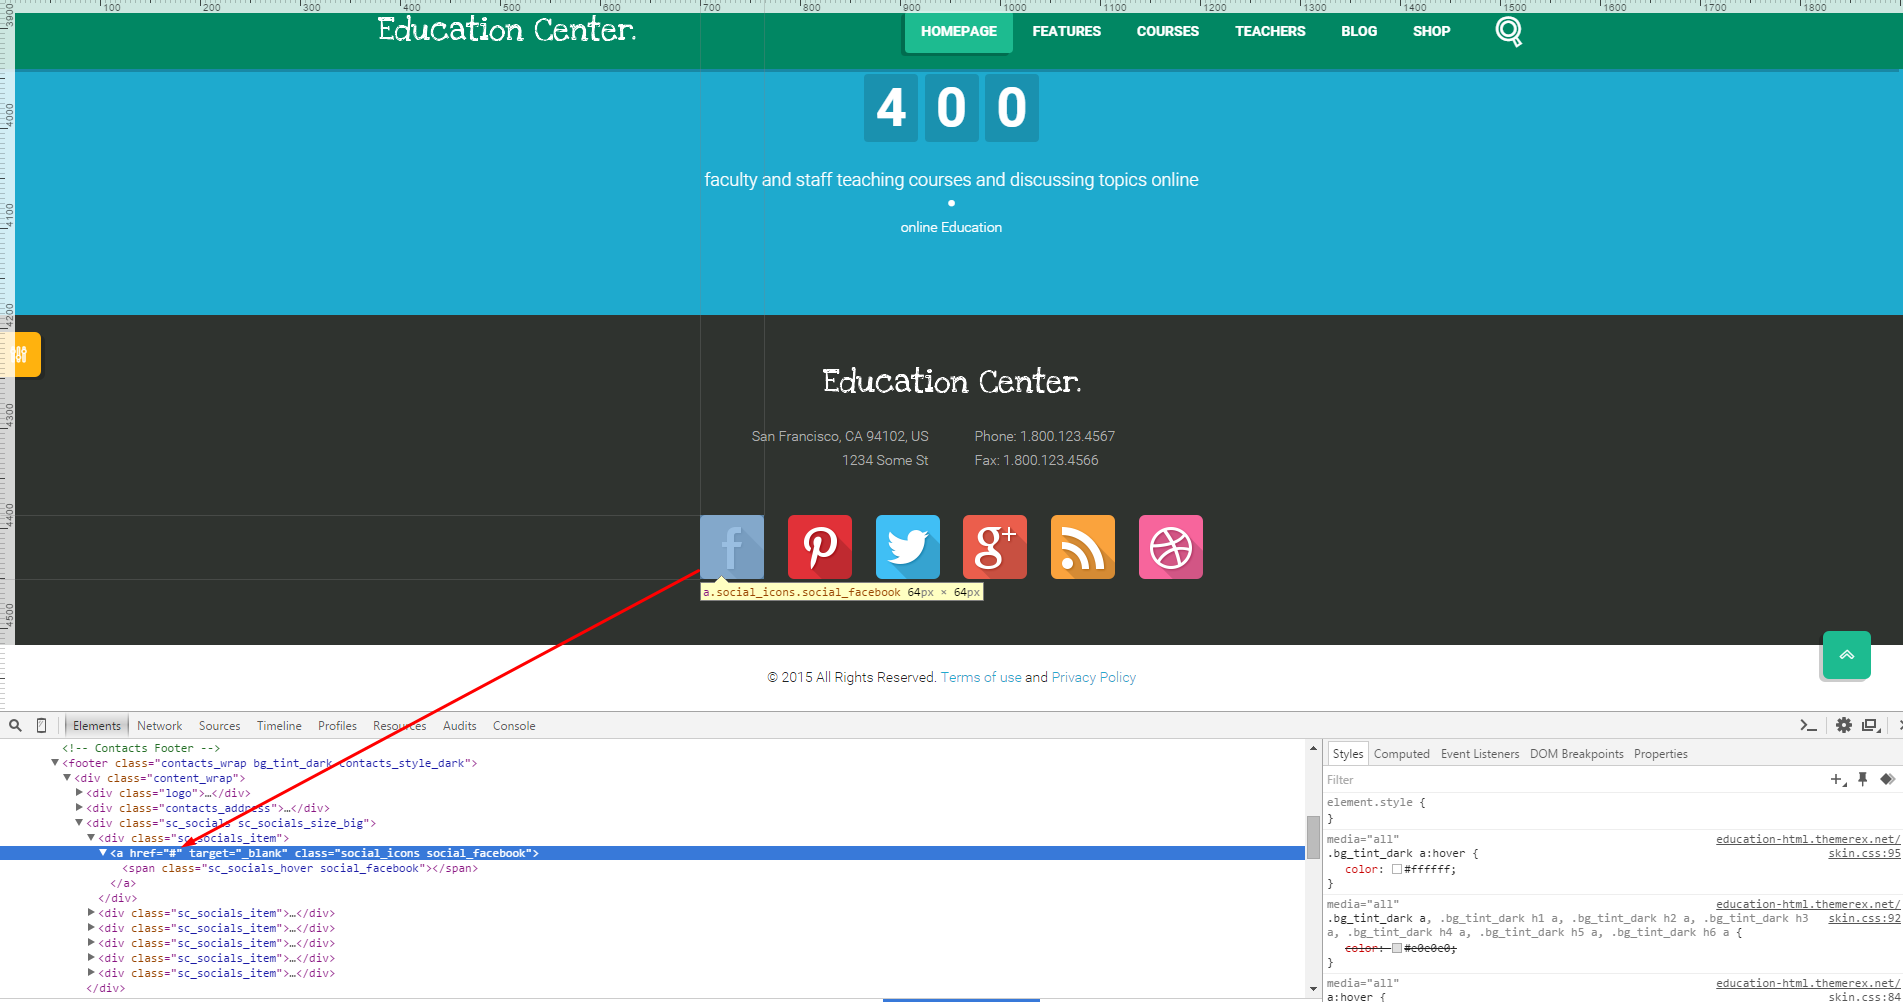 100 200 300 400 500 600 700 800 900 1000 1100 1200 1300 1400 1500 1600 1700 1800
3900
4000
4100
4200
4300
4400
4500
Education Center.
HOMEPAGE FEATURES COURSES TEACHERS BLOG SHOP
4 0 0
faculty and staff teaching courses and discussing topics online
online Education
Education Center.
San Francisco, CA 94102, US Phone: 1.800.123.4567
1234 Some St Fax: 1.800.123.4566
f g+
a.social_icons.social_facebook 64px × 64px
© 2015 All Rights Reserved. Terms of use and Privacy Policy
Elements Network Sources Timeline Profiles Resources Audits Console
<!-- Contacts Footer -->
<footer class="contacts_wrap bg_tint_dark contacts_style_dark">
<div class="content_wrap">
<div class="logo">…</div>
<div class="contacts_address">…</div>
<div class="sc_socials sc_socials_size_big">
<div class="sc_socials_item">
<a href="#" target="_blank" class="social_icons social_facebook">
<span class="sc_socials_hover social_facebook"></span>
</a>
</div>
<div class="sc_socials_item">…</div>
<div class="sc_socials_item">…</div>
<div class="sc_socials_item">…</div>
<div class="sc_socials_item">…</div>
<div class="sc_socials_item">…</div>
</div>
Styles Computed Event Listeners DOM Breakpoints Properties
Filter
element.style {
}
media="all" education-html.themerex.net/
.bg_tint_dark a:hover { skin.css:95
color: #ffffff;
}
media="all" education-html.themerex.net/
.bg_tint_dark a, .bg_tint_dark h1 a, .bg_tint_dark h2 a, .bg_tint_dark h3 skin.css:92
a, .bg_tint_dark h4 a, .bg_tint_dark h5 a, .bg_tint_dark h6 a {
color: #e0e0e0;
}
media="all" education-html.themerex.net/
a:hover { skin.css:84